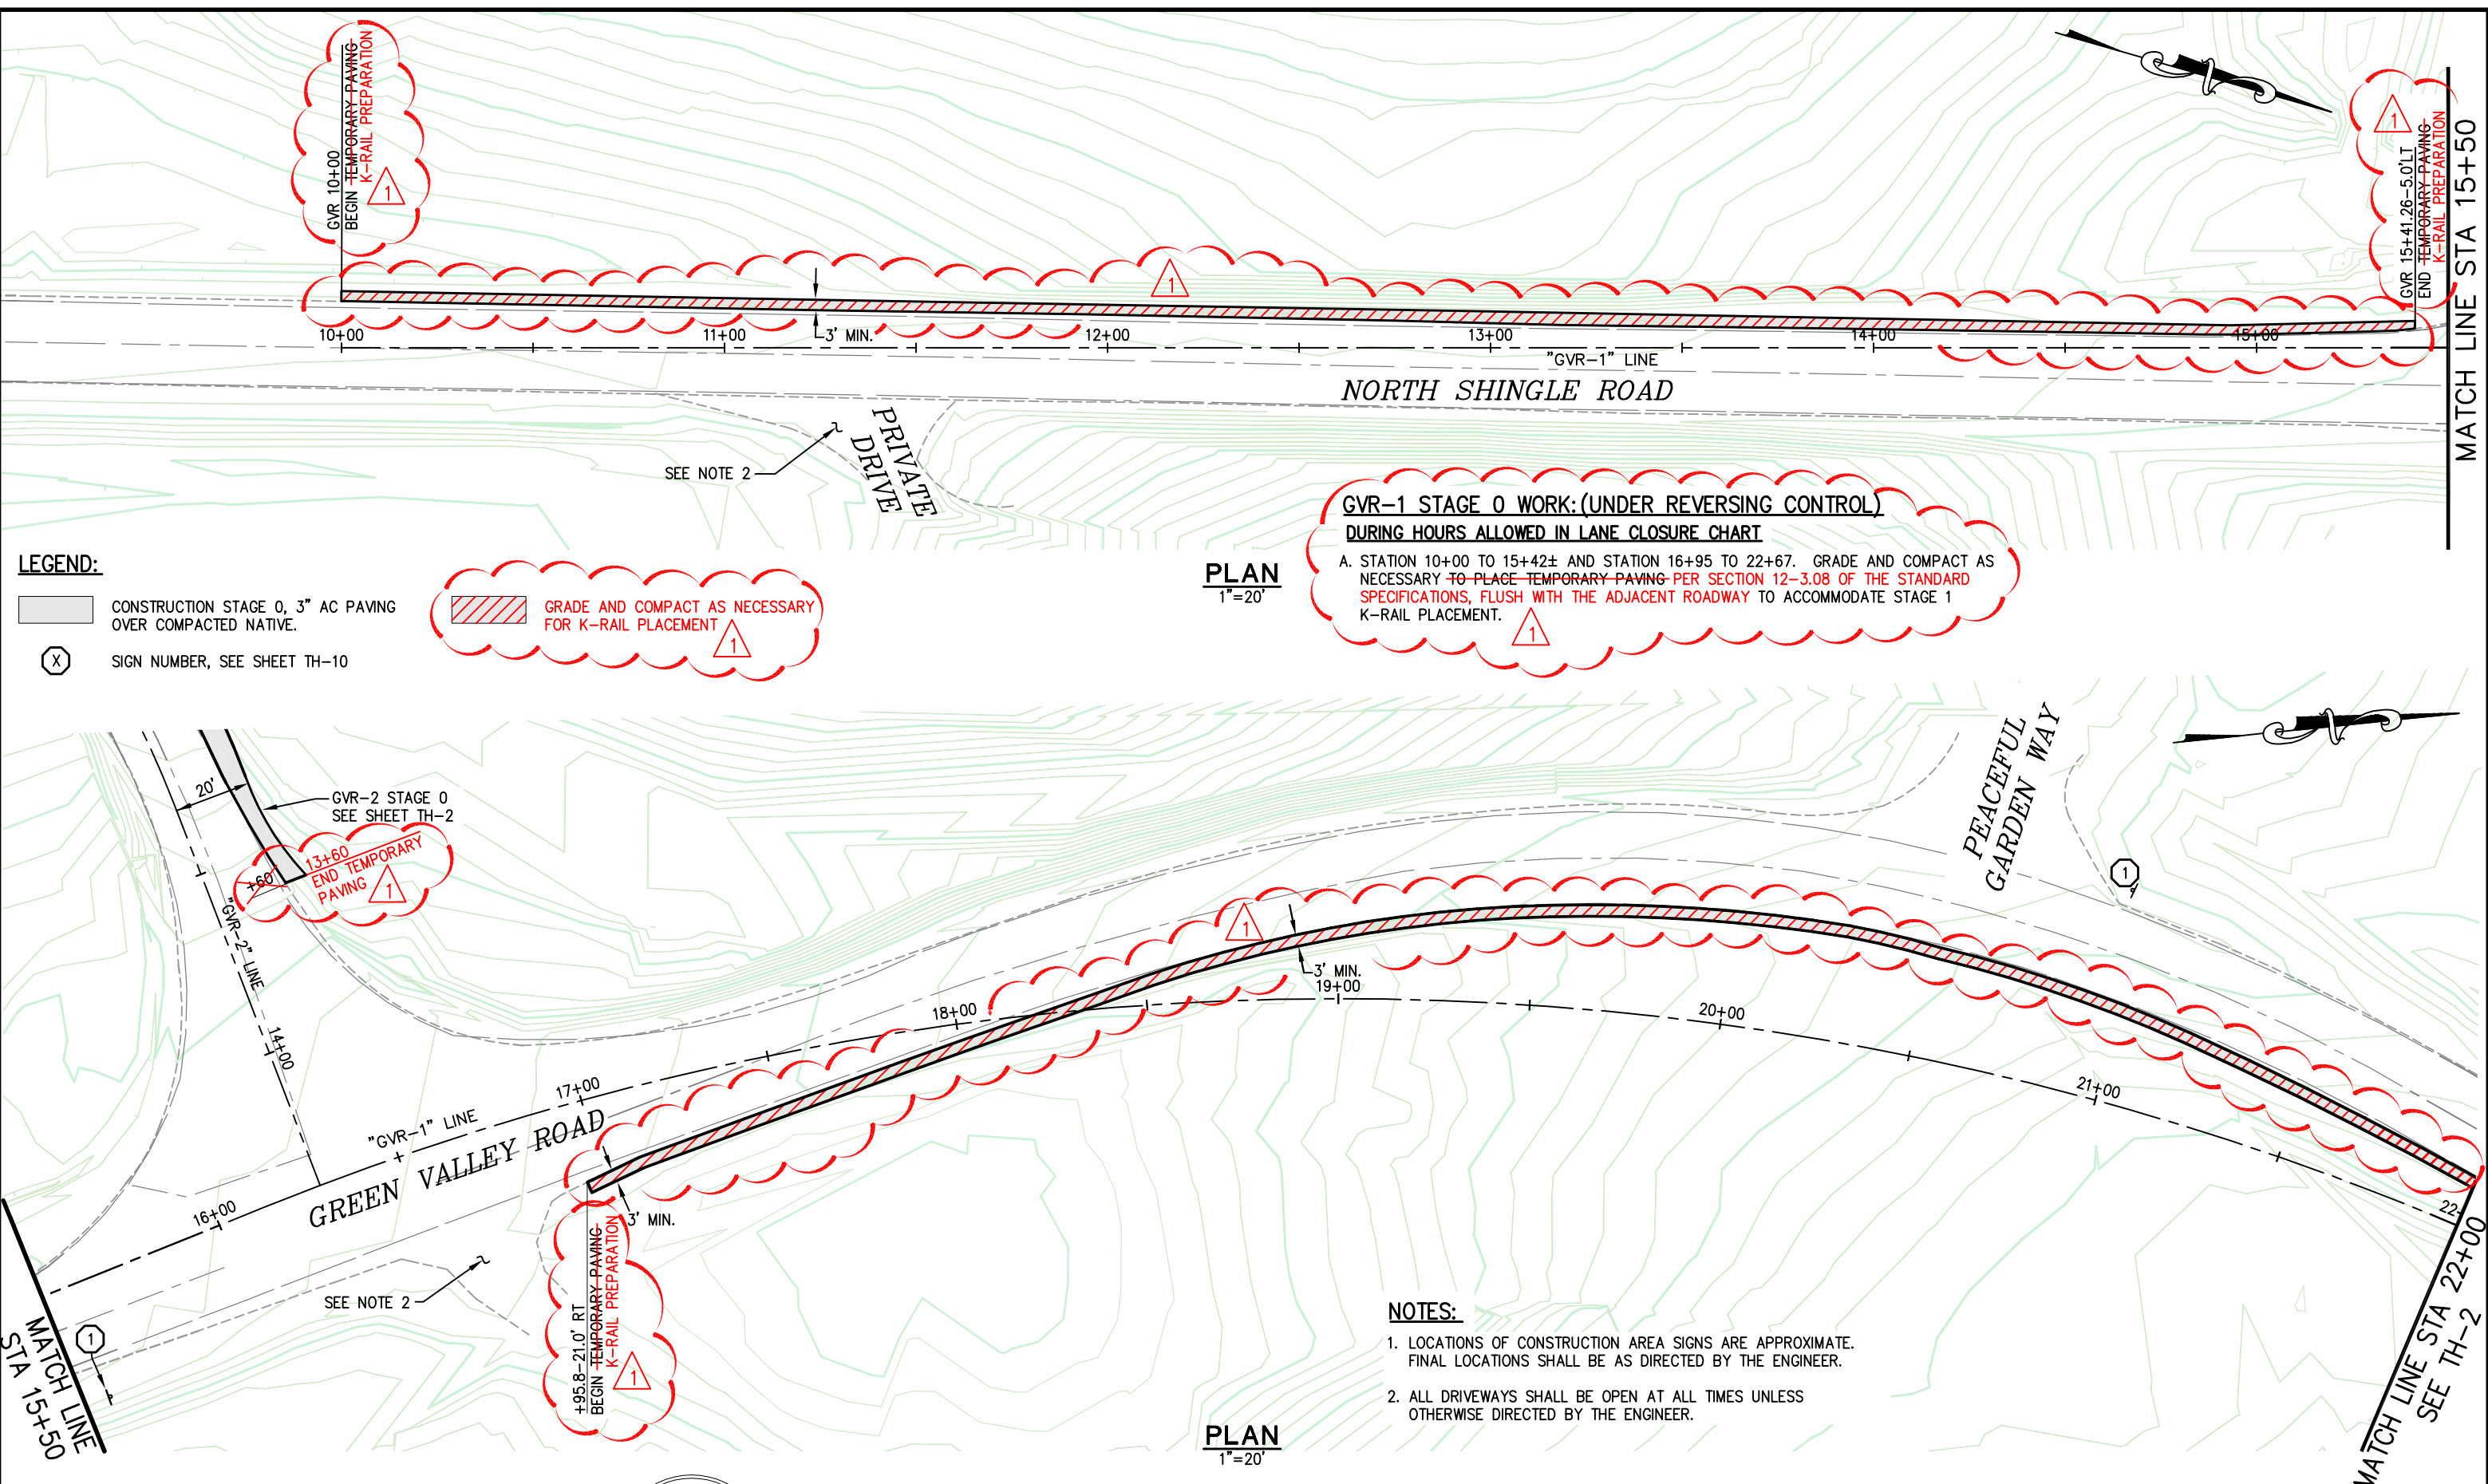 GVR 10+00
BEGIN TEMPORARY PAVING
K-RAIL PREPARATION
1
1
3' MIN.
10+00
11+00
12+00
13+00
14+00
15+00
"GVR-1" LINE
NORTH SHINGLE ROAD
PRIVATE
DRIVE
SEE NOTE 2
1
GVR 15+41.26-5.0'LT
END TEMPORARY PAVING
K-RAIL PREPARATION
MATCH LINE STA 15+50
LEGEND:
CONSTRUCTION STAGE 0, 3" AC PAVING
OVER COMPACTED NATIVE.
X
SIGN NUMBER, SEE SHEET TH-10
GRADE AND COMPACT AS NECESSARY
FOR K-RAIL PLACEMENT
1
PLAN
1"=20'
GVR-1 STAGE 0 WORK:(UNDER REVERSING CONTROL)
DURING HOURS ALLOWED IN LANE CLOSURE CHART
A. STATION 10+00 TO 15+42± AND STATION 16+95 TO 22+67. GRADE AND COMPACT AS
NECESSARY TO PLACE TEMPORARY PAVING PER SECTION 12-3.08 OF THE STANDARD
SPECIFICATIONS, FLUSH WITH THE ADJACENT ROADWAY TO ACCOMMODATE STAGE 1
K-RAIL PLACEMENT.
1
20'
GVR-2 STAGE 0
SEE SHEET TH-2
+60
13+60
END TEMPORARY
PAVING
1
"GVR-2" LINE
14+00
"GVR-1" LINE
GREEN VALLEY ROAD
16+00
17+00
18+00
19+00
20+00
21+00
22+
3' MIN.
1
3' MIN.
PEACEFUL
GARDEN WAY
1
SEE NOTE 2
1
MATCH LINE
STA 15+50
+95.8-21.0' RT
BEGIN TEMPORARY PAVING
K-RAIL PREPARATION
1
NOTES:
1. LOCATIONS OF CONSTRUCTION AREA SIGNS ARE APPROXIMATE.
FINAL LOCATIONS SHALL BE AS DIRECTED BY THE ENGINEER.
2. ALL DRIVEWAYS SHALL BE OPEN AT ALL TIMES UNLESS
OTHERWISE DIRECTED BY THE ENGINEER.
MATCH LINE STA 22+00
SEE TH-2
PLAN
1"=20'